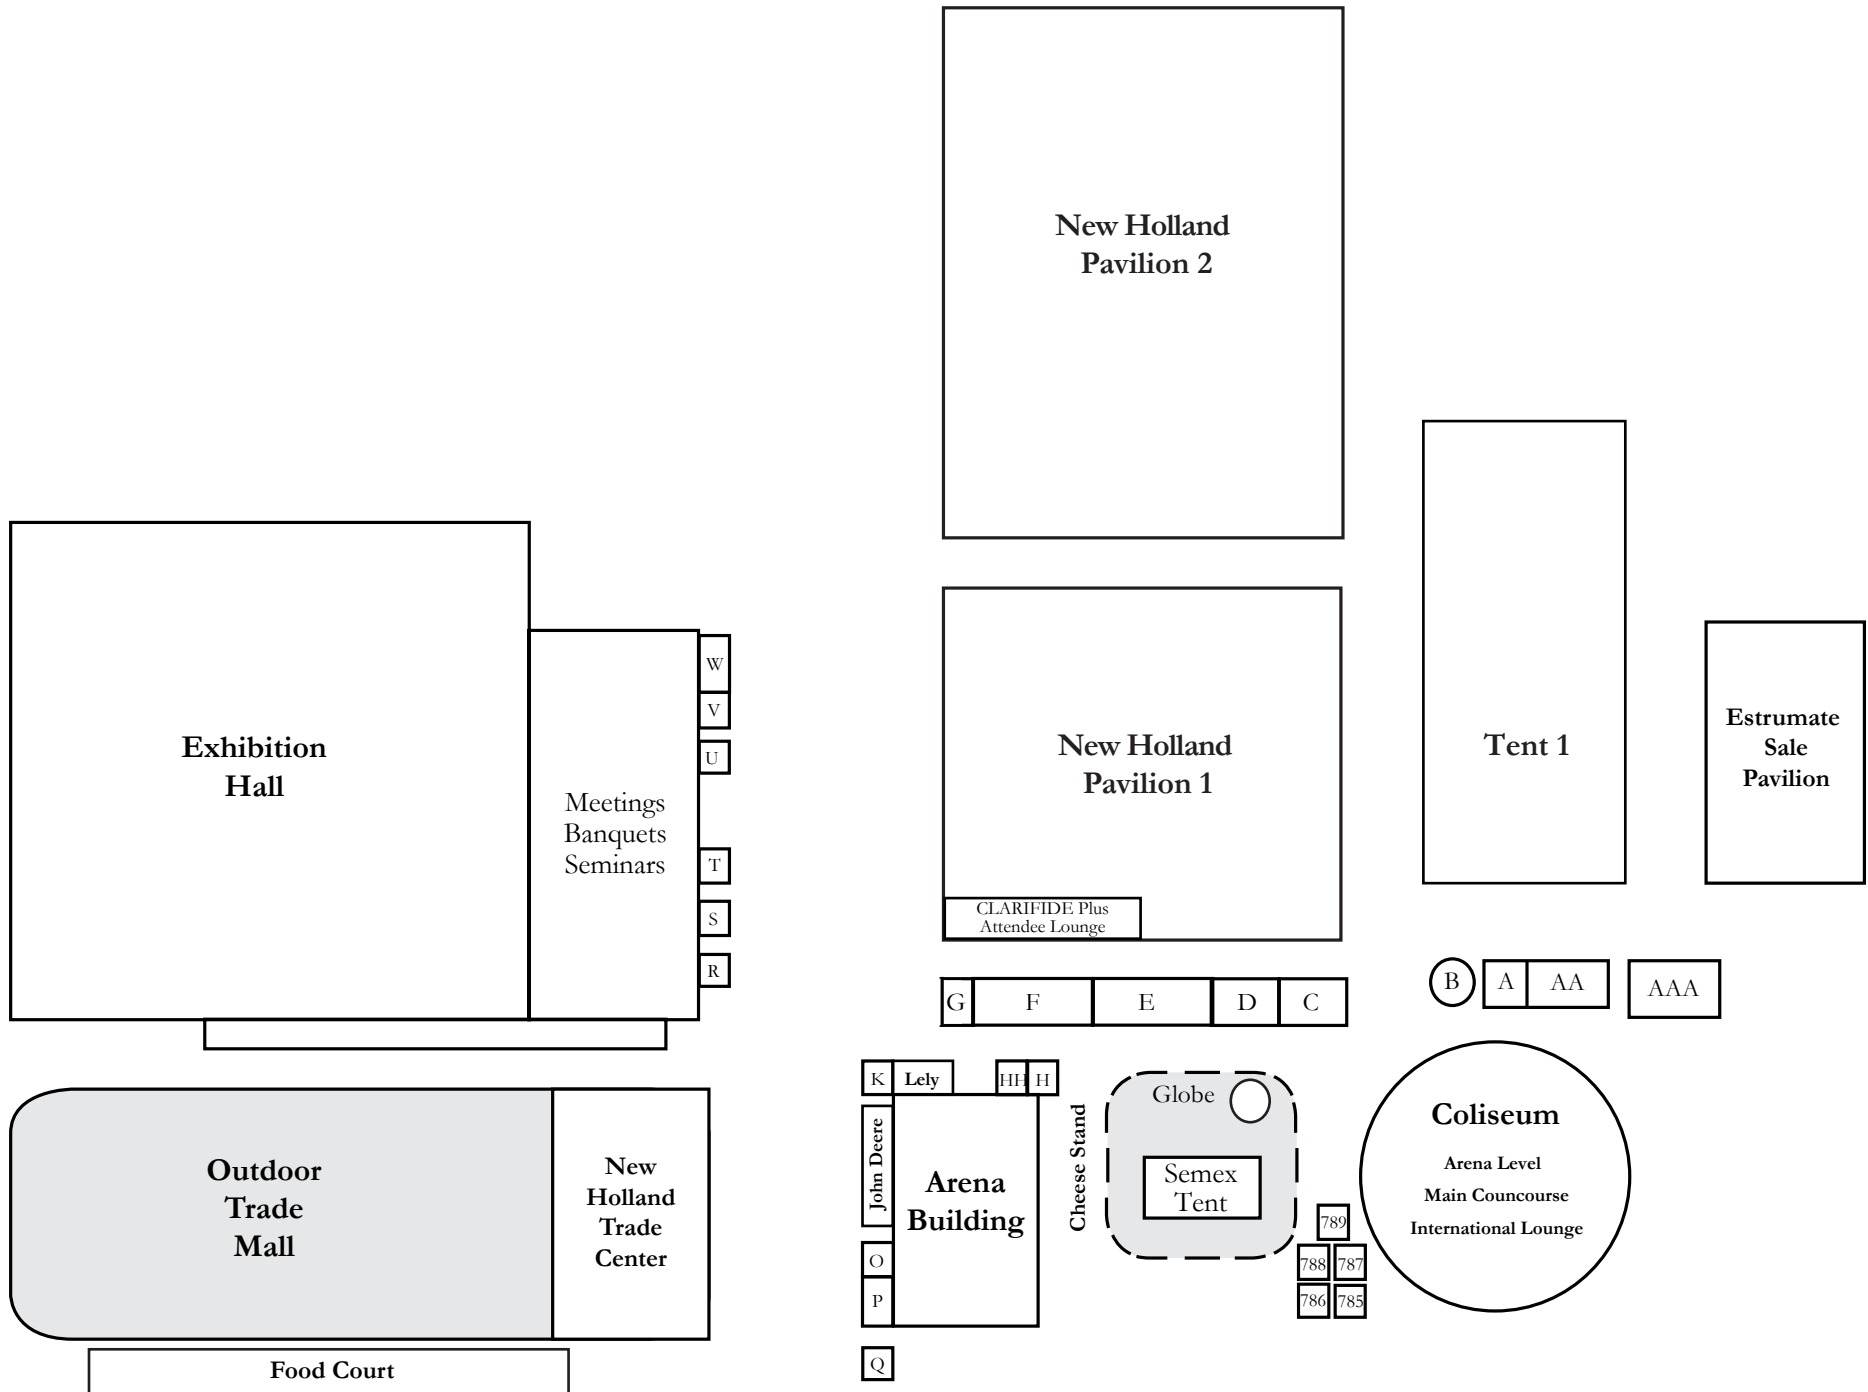 New Holland
Pavilion 2
Exhibition
Hall
Meetings
Banquets
Seminars
W
V
U
T
S
R
New Holland
Pavilion 1
CLARIFIDE Plus
Attendee Lounge
Tent 1
Estrumate
Sale
Pavilion
G
F
E
D
C
B
A
AA
AAA
Outdoor
Trade
Mall
New
Holland
Trade
Center
Food Court
K
Lely
HH
H
John Deere
O
P
Q
Arena
Building
Cheese Stand
Globe
Semex
Tent
789
788
787
786
785
Coliseum
Arena Level
Main Councourse
International Lounge